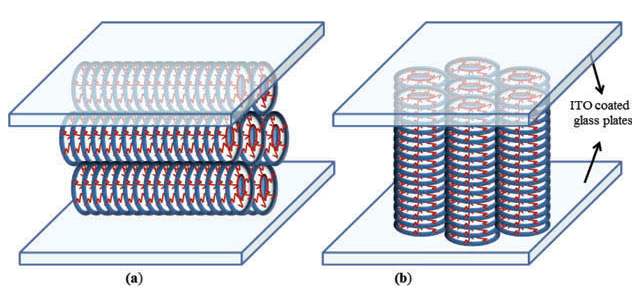 ITO coated
glass plates
(a)
(b)